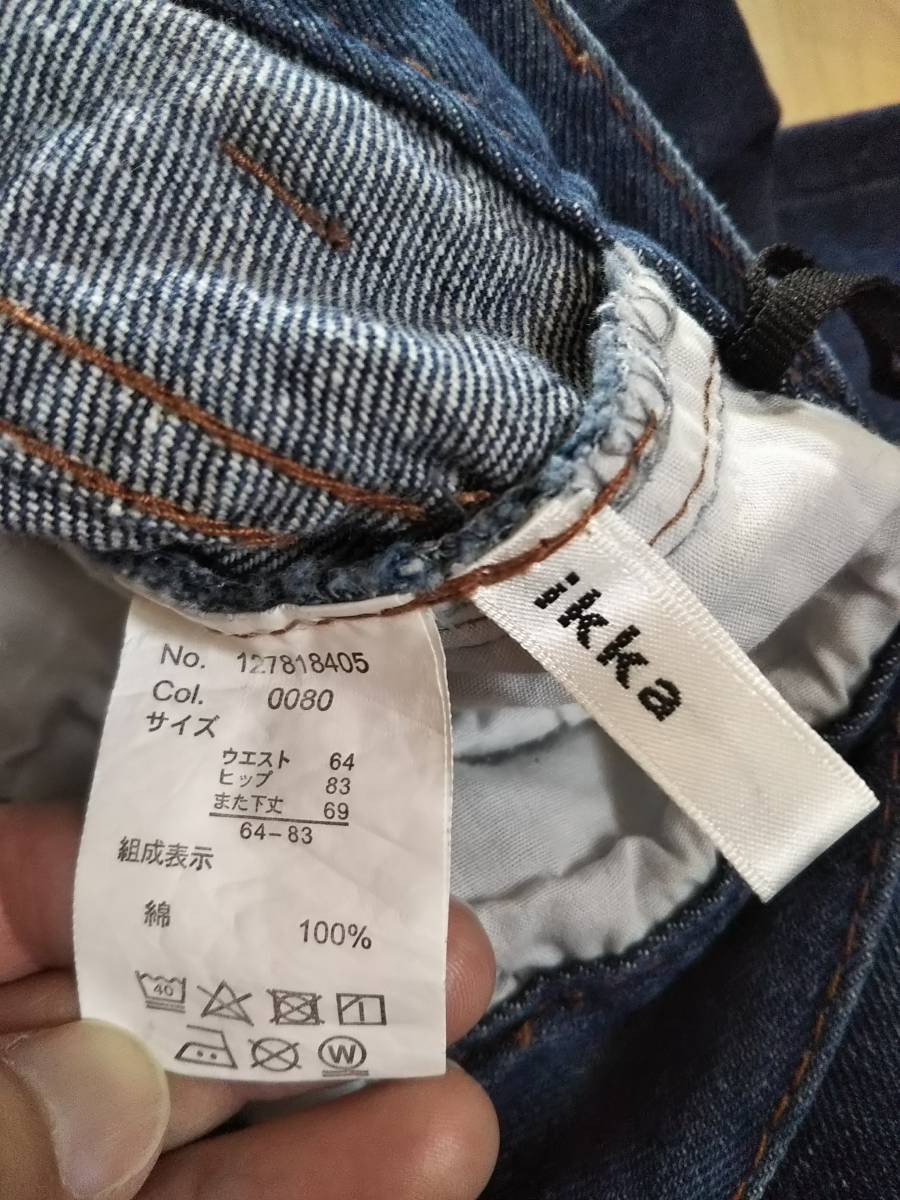 No. 127818405
Col. 0080
サイズ
ウエスト 64
ヒップ 83
また下丈 69
64-83
組成表示
綿 100%
40
W
ikka